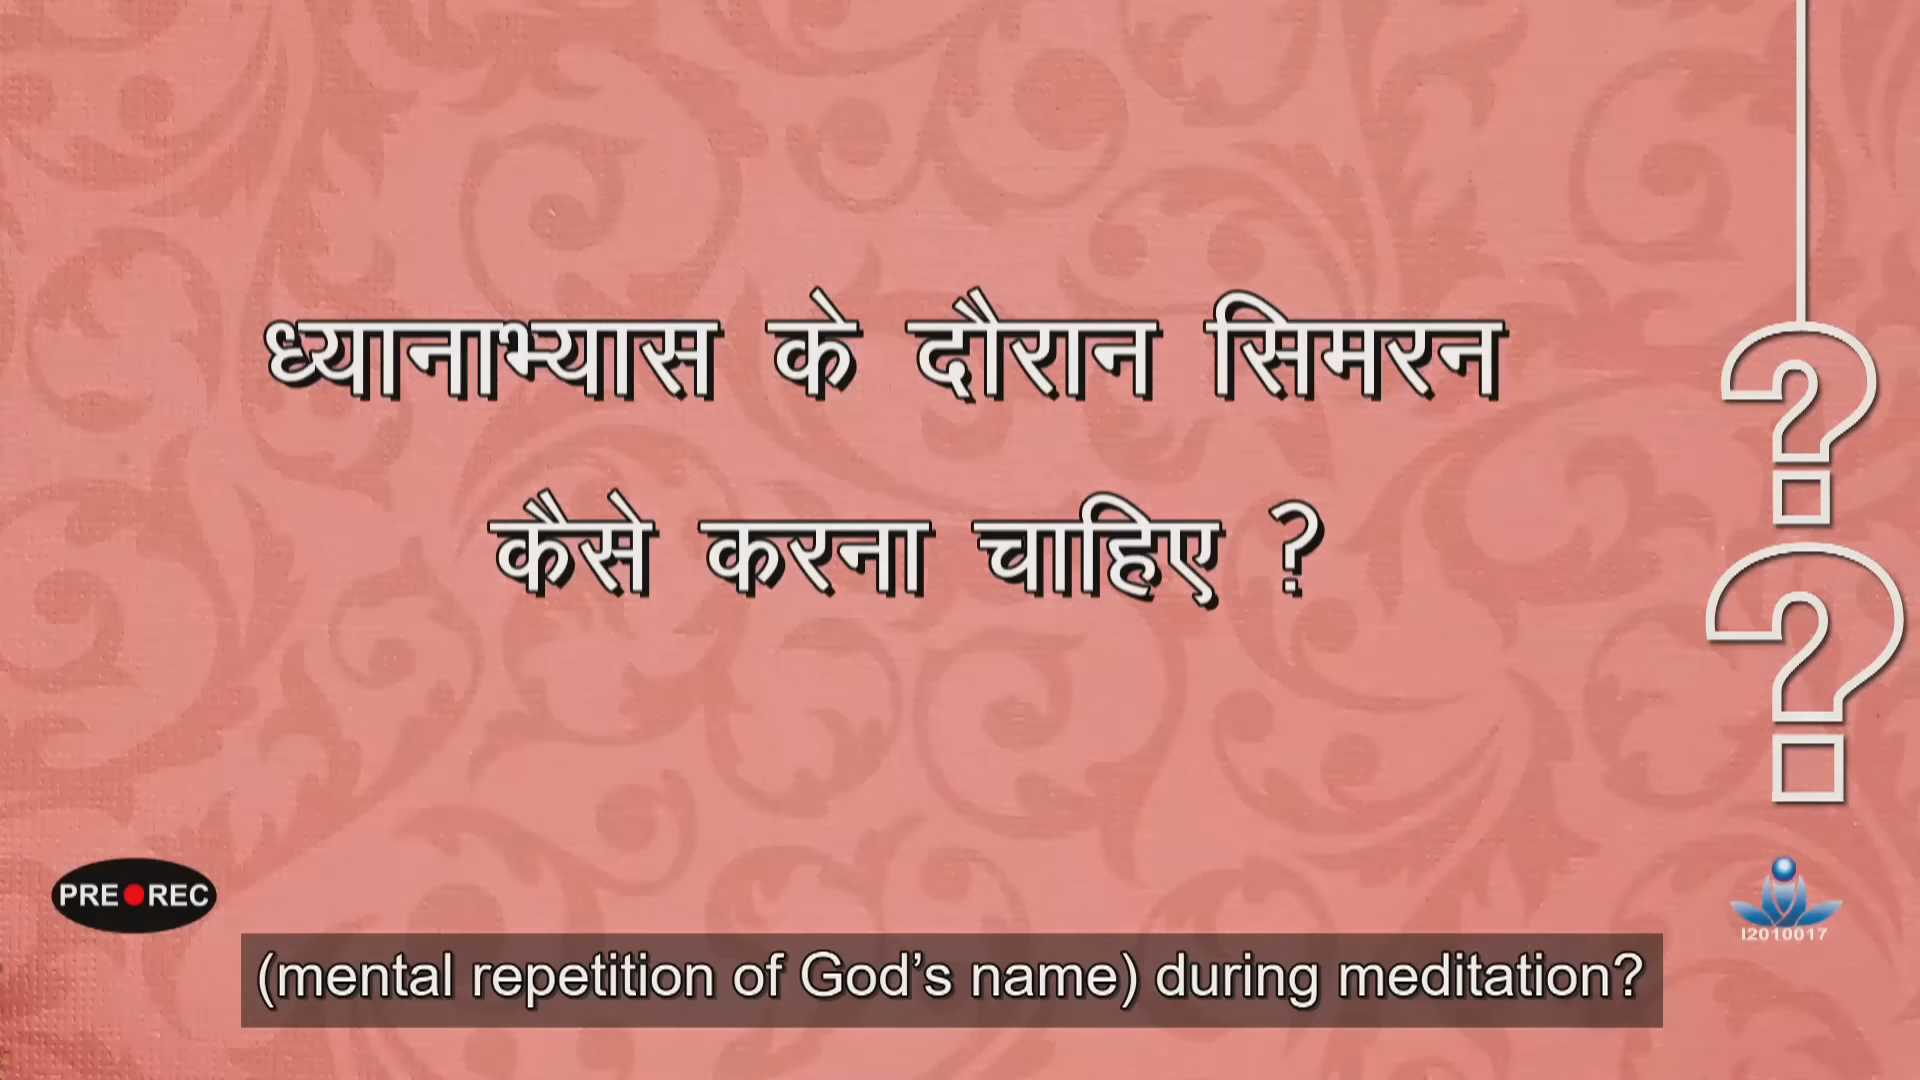 ध्यानाभ्यास के दौरान सिमरन
कैसे करना चाहिए ?
PRE REC
I2010017
(mental repetition of God’s name) during meditation?